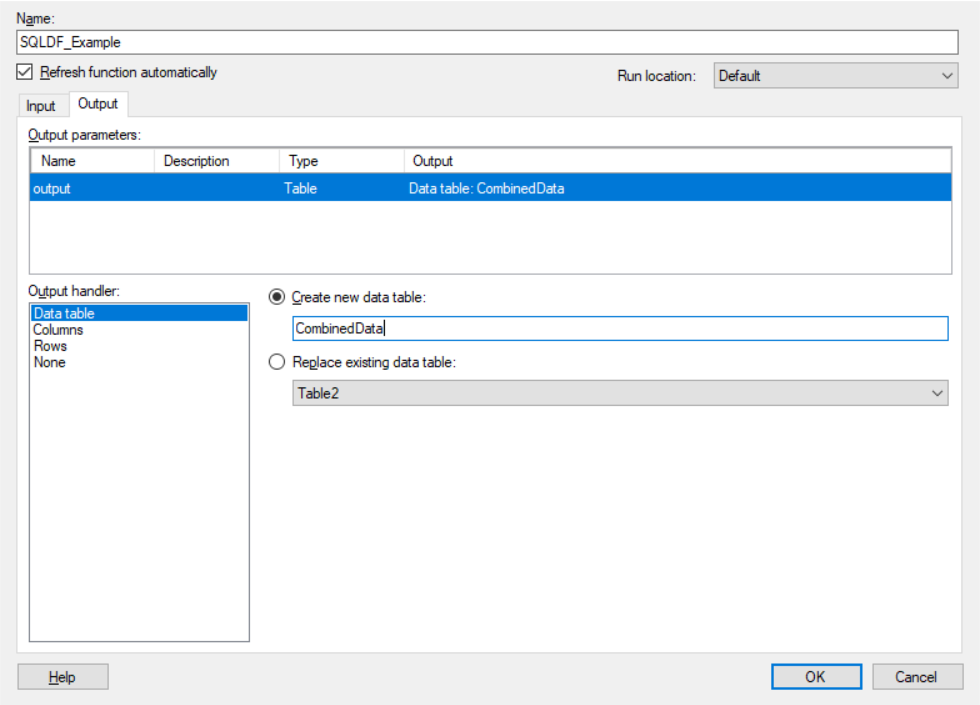 Name:
SQLDF_Example
Refresh function automatically
Run location: Default
Input Output
Output parameters:
Name Description Type Output
output Table Data table: CombinedData
Output handler:
Data table
Columns
Rows
None
Create new data table:
CombinedData
Replace existing data table:
Table2
Help OK Cancel